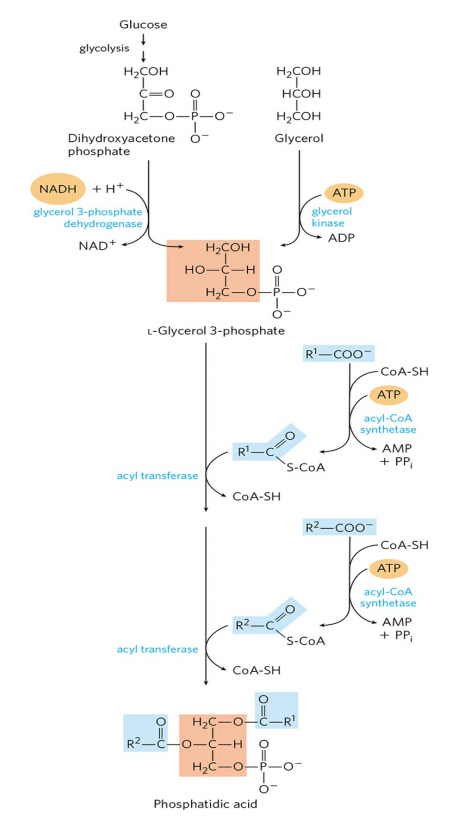 Glucose
glycolysis
H₂COH
C=O O
H₂C—O—P—O⁻
O⁻
Dihydroxyacetone
phosphate
H₂COH
HCOH
H₂COH
Glycerol
NADH + H⁺
glycerol 3-phosphate
dehydrogenase
NAD⁺
ATP
glycerol
kinase
ADP
H₂COH
HO—C—H O
H₂C—O—P—O⁻
O⁻
L-Glycerol 3-phosphate
R¹—COO⁻
CoA-SH
ATP
acyl-CoA
synthetase
AMP
+ PPᵢ
O
R¹—C
S-CoA
acyl transferase
CoA-SH
R²—COO⁻
CoA-SH
ATP
acyl-CoA
synthetase
AMP
+ PPᵢ
O
R²—C
S-CoA
acyl transferase
CoA-SH
O
O H₂C—O—C—R¹
R²—C—O—C—H O
H₂C—O—P—O⁻
O⁻
Phosphatidic acid